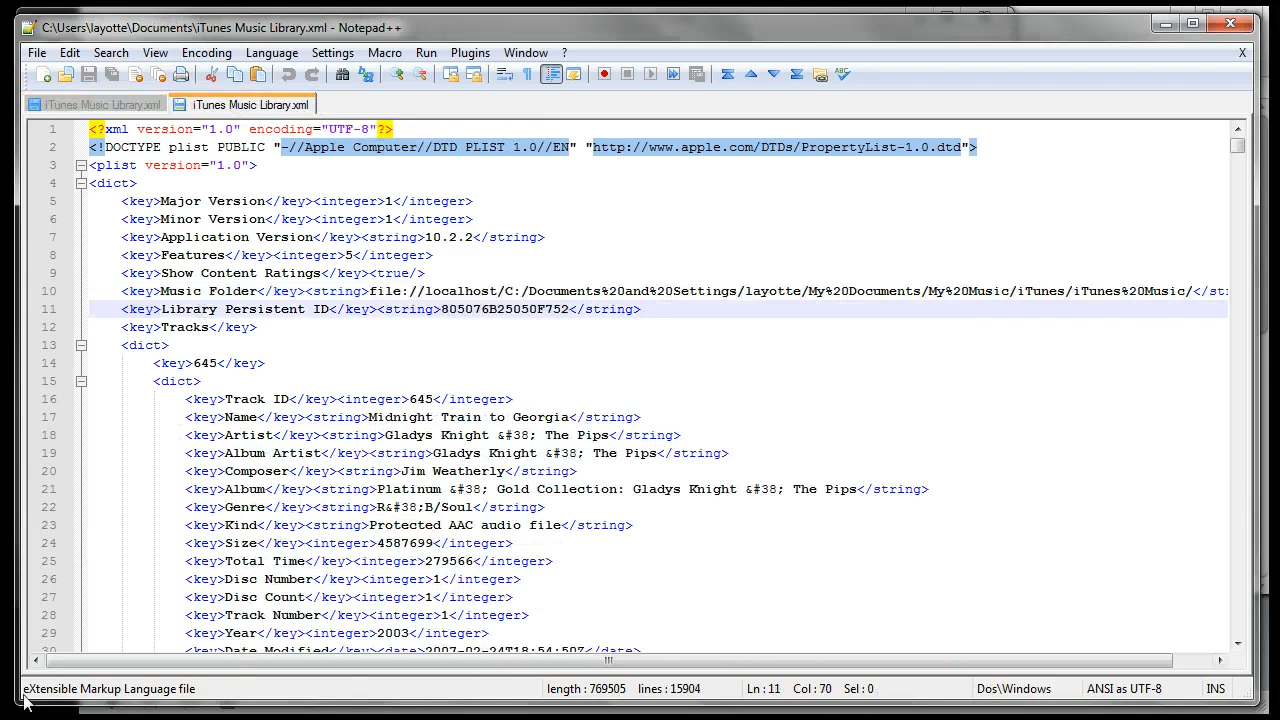 C:\Users\layotte\Documents\iTunes Music Library.xml - Notepad++
File Edit Search View Encoding Language Settings Macro Run Plugins Window ? X
iTunes Music Library.xml iTunes Music Library.xml
1 <?xml version="1.0" encoding="UTF-8"?>
2 <!DOCTYPE plist PUBLIC "-//Apple Computer//DTD PLIST 1.0//EN" "http://www.apple.com/DTDs/PropertyList-1.0.dtd">
3 <plist version="1.0">
4 <dict>
5 <key>Major Version</key><integer>1</integer>
6 <key>Minor Version</key><integer>1</integer>
7 <key>Application Version</key><string>10.2.2</string>
8 <key>Features</key><integer>5</integer>
9 <key>Show Content Ratings</key><true/>
10 <key>Music Folder</key><string>file://localhost/C:/Documents%20and%20Settings/layotte/My%20Documents/My%20Music/iTunes/iTunes%20Music/</stri
11 <key>Library Persistent ID</key><string>805076B25050F752</string>
12 <key>Tracks</key>
13 <dict>
14 <key>645</key>
15 <dict>
16 <key>Track ID</key><integer>645</integer>
17 <key>Name</key><string>Midnight Train to Georgia</string>
18 <key>Artist</key><string>Gladys Knight &#38; The Pips</string>
19 <key>Album Artist</key><string>Gladys Knight &#38; The Pips</string>
20 <key>Composer</key><string>Jim Weatherly</string>
21 <key>Album</key><string>Platinum &#38; Gold Collection: Gladys Knight &#38; The Pips</string>
22 <key>Genre</key><string>R&#38;B/Soul</string>
23 <key>Kind</key><string>Protected AAC audio file</string>
24 <key>Size</key><integer>4587699</integer>
25 <key>Total Time</key><integer>279566</integer>
26 <key>Disc Number</key><integer>1</integer>
27 <key>Disc Count</key><integer>1</integer>
28 <key>Track Number</key><integer>1</integer>
29 <key>Year</key><integer>2003</integer>
30 <key>Date Modified</key><date>2007-02-24T18:54:50Z</date>
eXtensible Markup Language file length : 769505 lines : 15904 Ln : 11 Col : 70 Sel : 0 Dos\Windows ANSI as UTF-8 INS